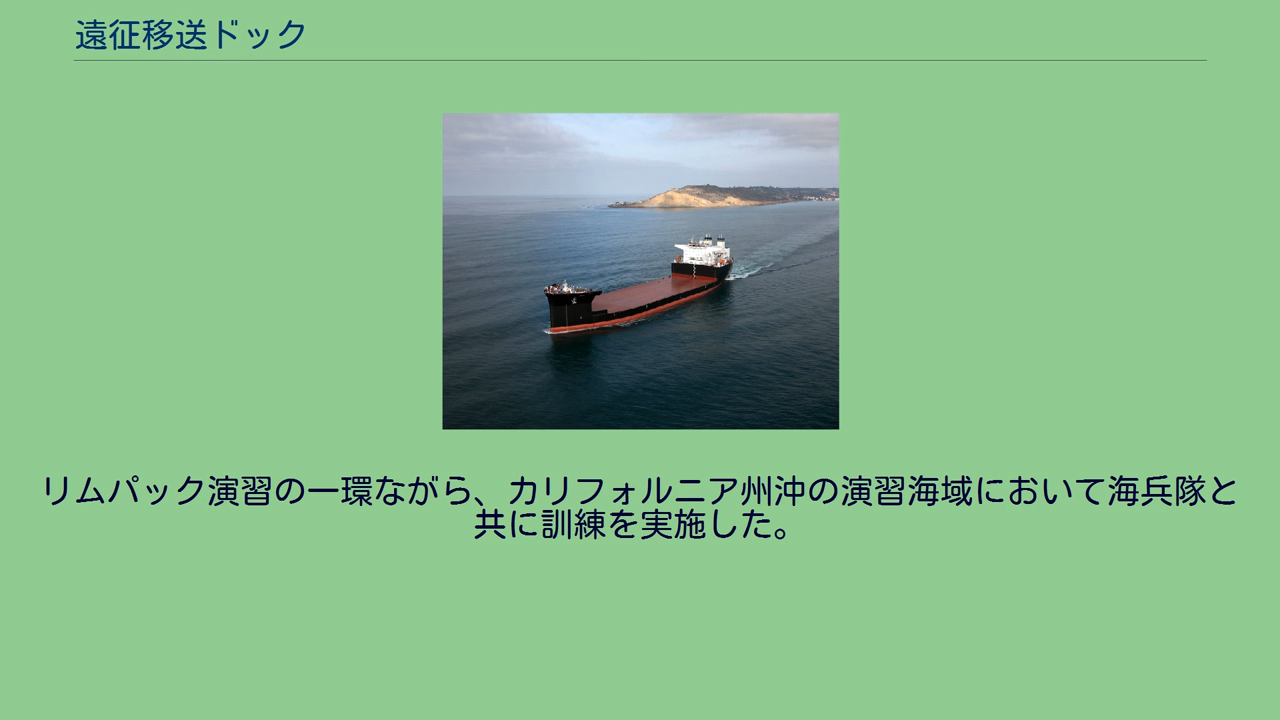 遠征移送ドック
リムパック演習の一環ながら、カリフォルニア州沖の演習海域において海兵隊と
共に訓練を実施した。